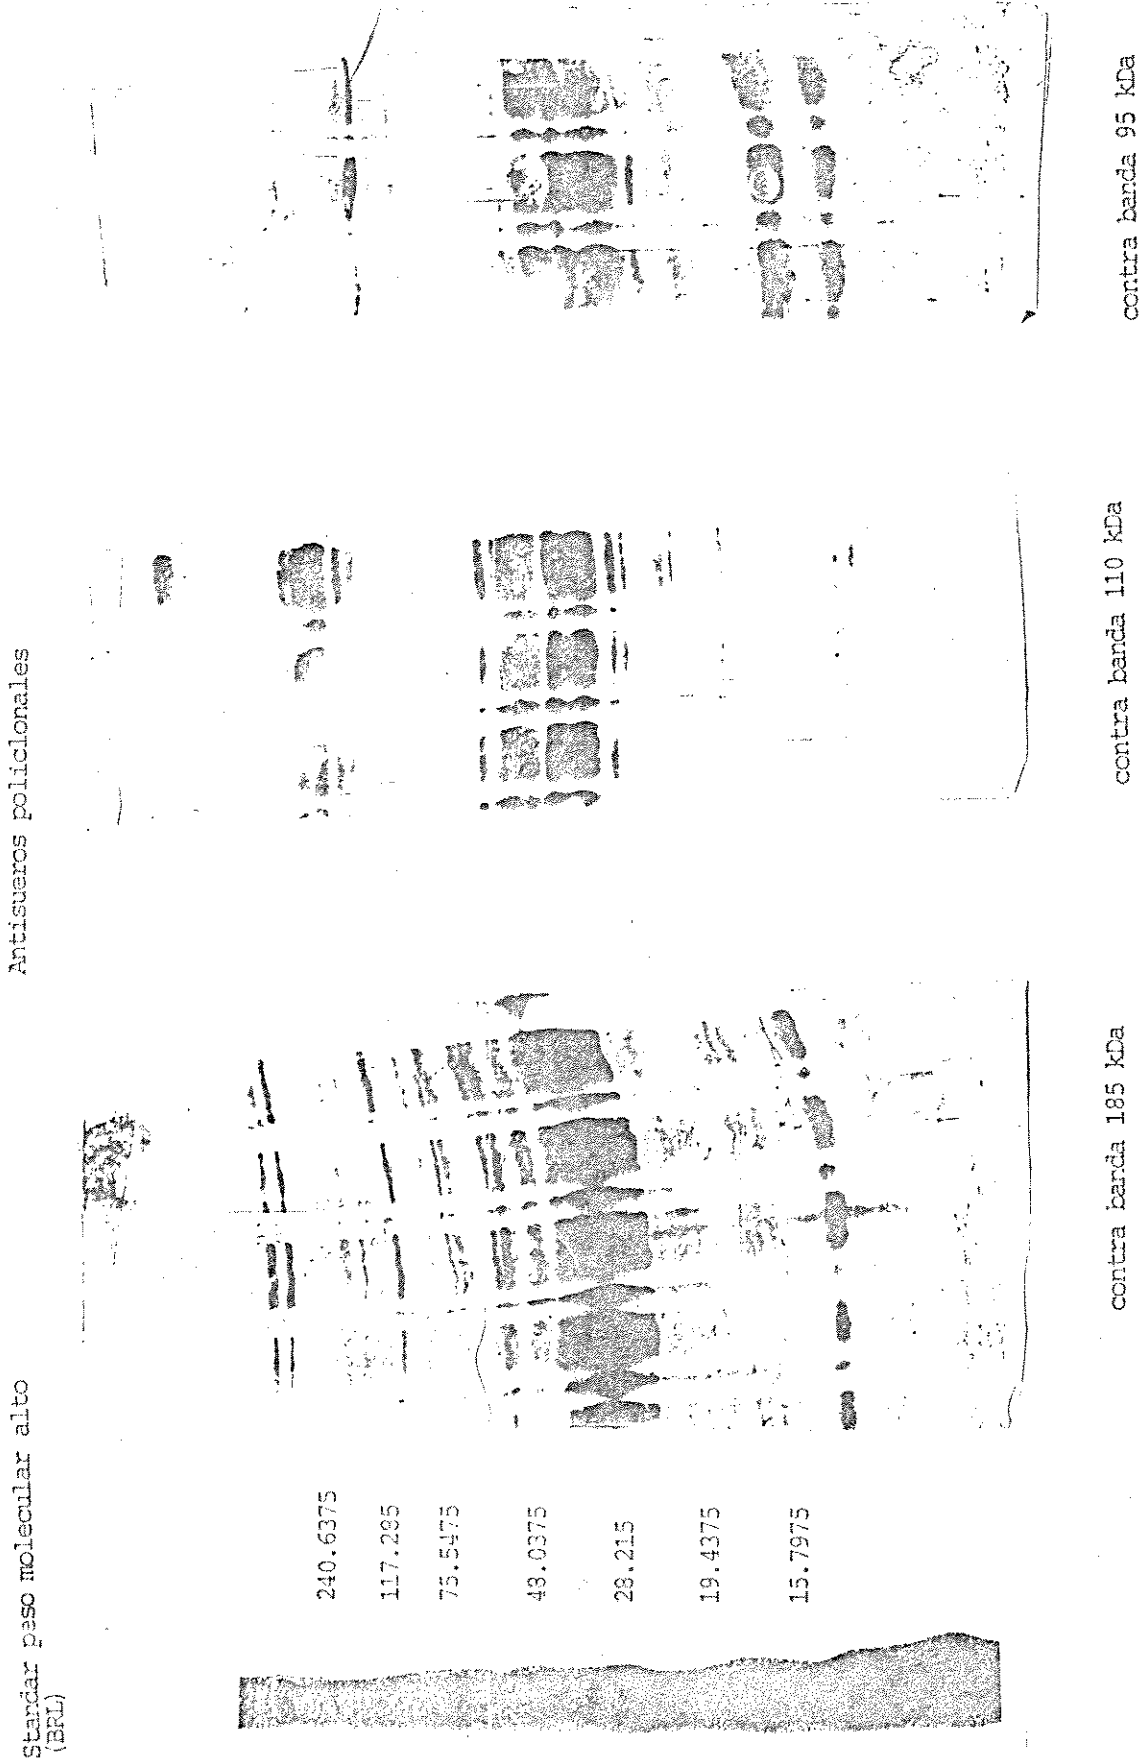 Standar peso molecular alto
(BRL)
Antisueros policlonales
240.6375
117.295
75.5475
48.0375
28.215
19.4375
15.7975
contra banda 185 kDa
contra banda 110 kDa
contra banda 95 kDa